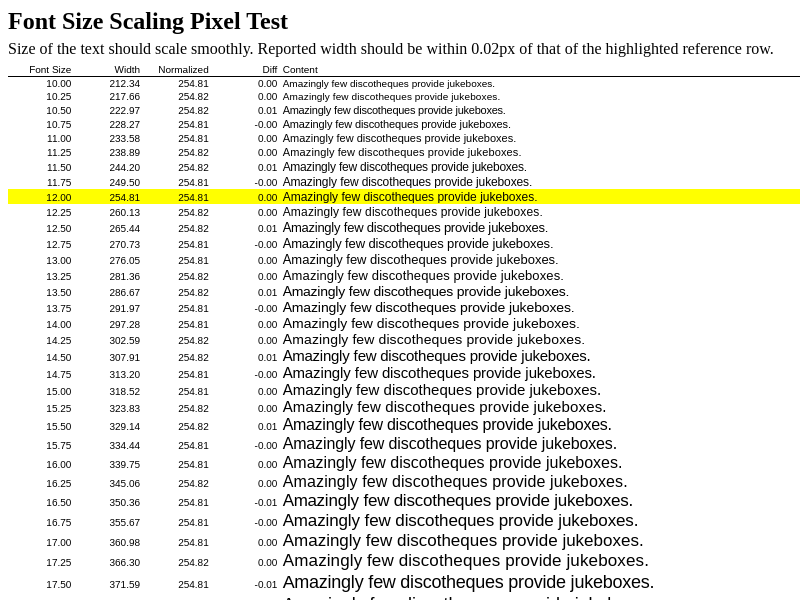 Font Size Scaling Pixel Test
Size of the text should scale smoothly. Reported width should be within 0.02px of that of the highlighted reference row.
Font Size Width Normalized Diff Content
10.00 212.34 254.81 0.00 Amazingly few discotheques provide jukeboxes.
10.25 217.66 254.82 0.00 Amazingly few discotheques provide jukeboxes.
10.50 222.97 254.82 0.01 Amazingly few discotheques provide jukeboxes.
10.75 228.27 254.81 -0.00 Amazingly few discotheques provide jukeboxes.
11.00 233.58 254.81 0.00 Amazingly few discotheques provide jukeboxes.
11.25 238.89 254.82 0.00 Amazingly few discotheques provide jukeboxes.
11.50 244.20 254.82 0.01 Amazingly few discotheques provide jukeboxes.
11.75 249.50 254.81 -0.00 Amazingly few discotheques provide jukeboxes.
12.00 254.81 254.81 0.00 Amazingly few discotheques provide jukeboxes.
12.25 260.13 254.82 0.00 Amazingly few discotheques provide jukeboxes.
12.50 265.44 254.82 0.01 Amazingly few discotheques provide jukeboxes.
12.75 270.73 254.81 -0.00 Amazingly few discotheques provide jukeboxes.
13.00 276.05 254.81 0.00 Amazingly few discotheques provide jukeboxes.
13.25 281.36 254.82 0.00 Amazingly few discotheques provide jukeboxes.
13.50 286.67 254.82 0.01 Amazingly few discotheques provide jukeboxes.
13.75 291.97 254.81 -0.00 Amazingly few discotheques provide jukeboxes.
14.00 297.28 254.81 0.00 Amazingly few discotheques provide jukeboxes.
14.25 302.59 254.82 0.00 Amazingly few discotheques provide jukeboxes.
14.50 307.91 254.82 0.01 Amazingly few discotheques provide jukeboxes.
14.75 313.20 254.81 -0.00 Amazingly few discotheques provide jukeboxes.
15.00 318.52 254.81 0.00 Amazingly few discotheques provide jukeboxes.
15.25 323.83 254.82 0.00 Amazingly few discotheques provide jukeboxes.
15.50 329.14 254.82 0.01 Amazingly few discotheques provide jukeboxes.
15.75 334.44 254.81 -0.00 Amazingly few discotheques provide jukeboxes.
16.00 339.75 254.81 0.00 Amazingly few discotheques provide jukeboxes.
16.25 345.06 254.82 0.00 Amazingly few discotheques provide jukeboxes.
16.50 350.36 254.81 -0.01 Amazingly few discotheques provide jukeboxes.
16.75 355.67 254.81 -0.00 Amazingly few discotheques provide jukeboxes.
17.00 360.98 254.81 0.00 Amazingly few discotheques provide jukeboxes.
17.25 366.30 254.82 0.00 Amazingly few discotheques provide jukeboxes.
17.50 371.59 254.81 -0.01 Amazingly few discotheques provide jukeboxes.